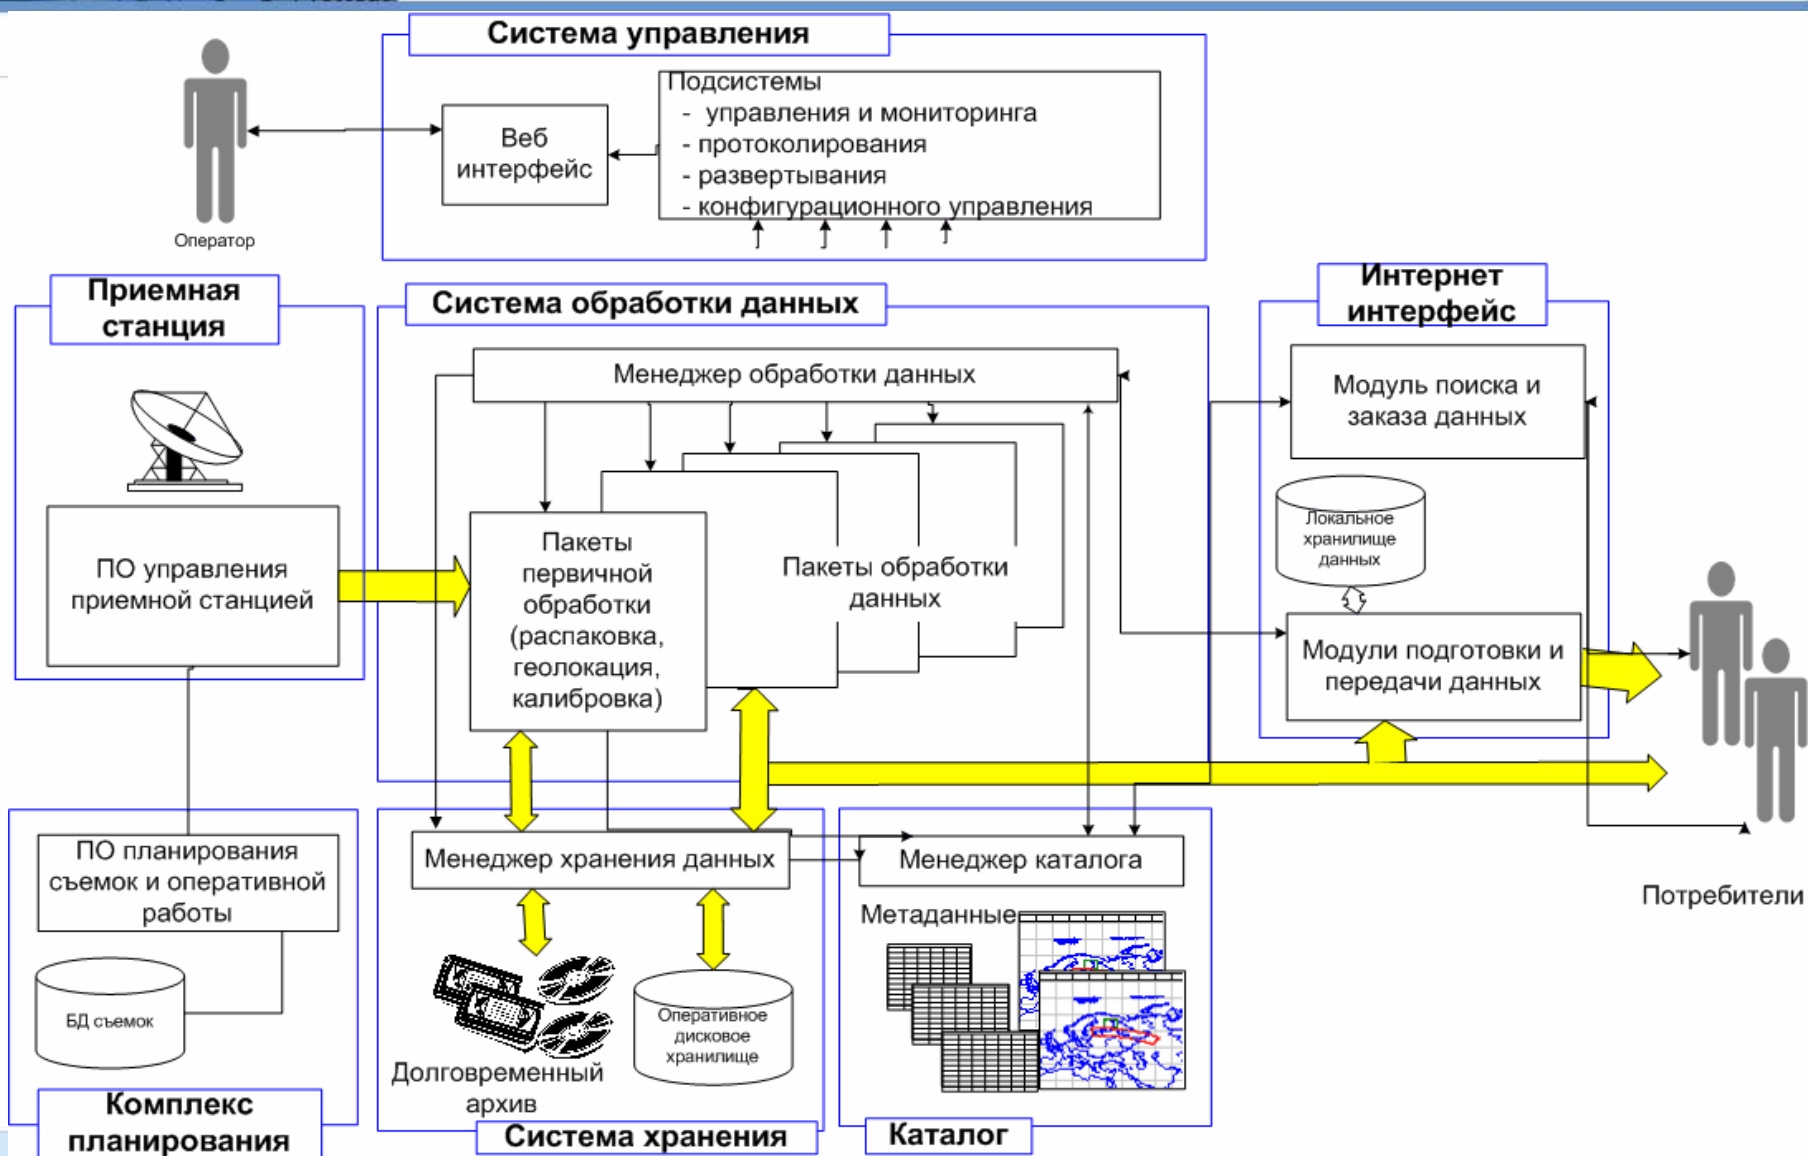 Система управления
Подсистемы
- управления и мониторинга
- протоколирования
- развертывания
- конфигурационного управления
Веб
интерфейс
Оператор
Приемная
станция
Система обработки данных
Интернет
интерфейс
Менеджер обработки данных
Модуль поиска и
заказа данных
Локальное
хранилище
данных
ПО управления
приемной станцией
Пакеты
первичной
обработки
(распаковка,
геолокация,
калибровка)
Пакеты обработки
данных
Модули подготовки и
передачи данных
Потребители
ПО планирования
съемок и оперативной
работы
БД съемок
Комплекс
планирования
Менеджер хранения данных
Долговременный
архив
Оперативное
дисковое
хранилище
Система хранения
Менеджер каталога
Метаданные
Каталог